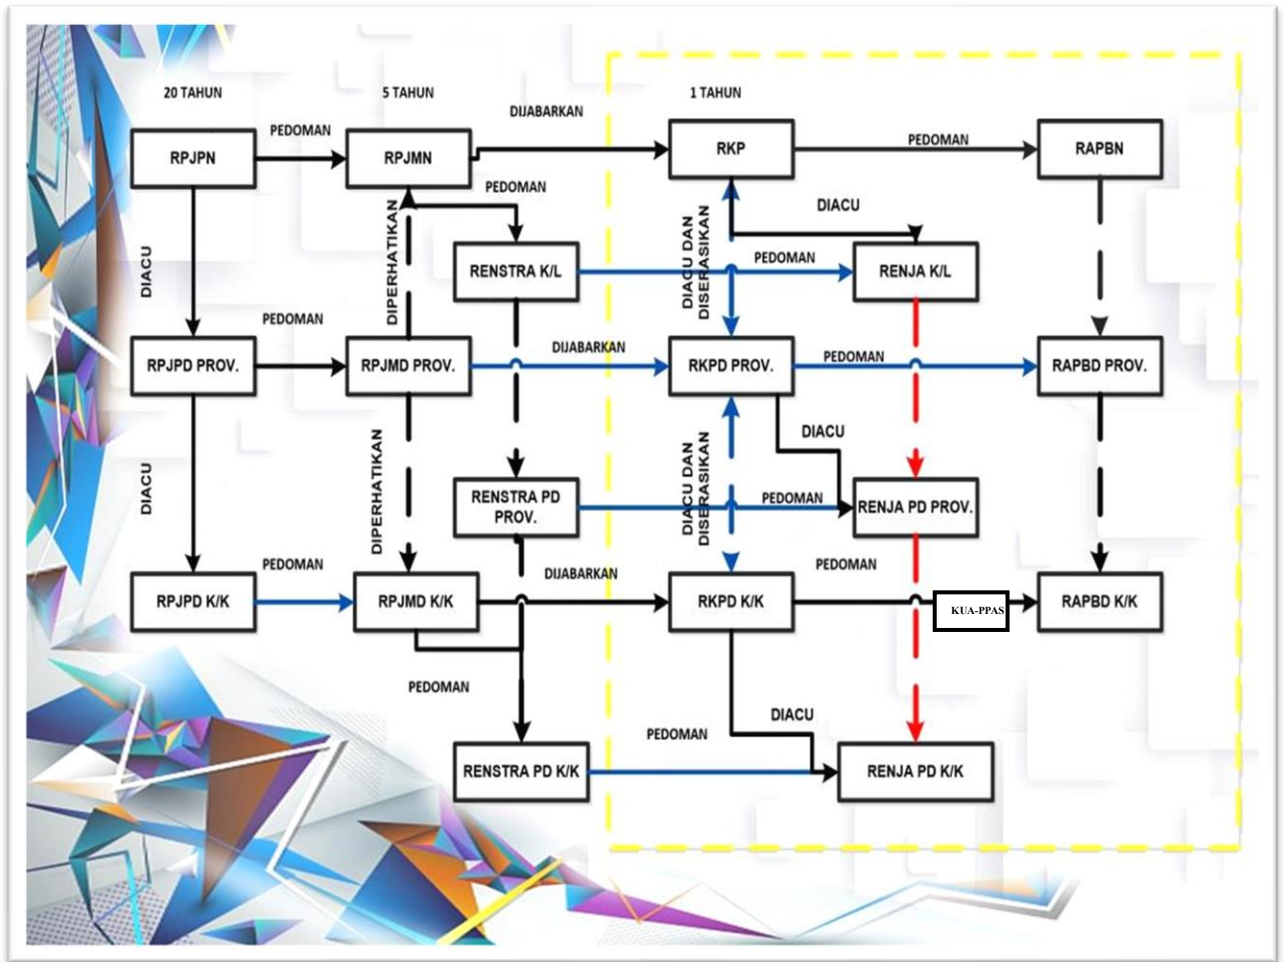 20 TAHUN
5 TAHUN
1 TAHUN
DIJABARKAN
PEDOMAN
PEDOMAN
RPJPN
RPJMN
RKP
RAPBN
PEDOMAN
DIACU
DIPERHATIKAN
DIACU DAN
DISERASIKAN
DIACU
PEDOMAN
RENSTRA K/L
RENJA K/L
PEDOMAN
DIJABARKAN
PEDOMAN
RPJPD PROV.
RPJMD PROV.
RKPD PROV.
RAPBD PROV.
DIACU
DIPERHATIKAN
DIACU DAN
DISERASIKAN
DIACU
RENSTRA PD
PROV.
PEDOMAN
RENJA PD PROV.
PEDOMAN
DIJABARKAN
PEDOMAN
RPJPD K/K
RPJMD K/K
RKPD K/K
KUA-PPAS
RAPBD K/K
PEDOMAN
DIACU
PEDOMAN
RENSTRA PD K/K
RENJA PD K/K